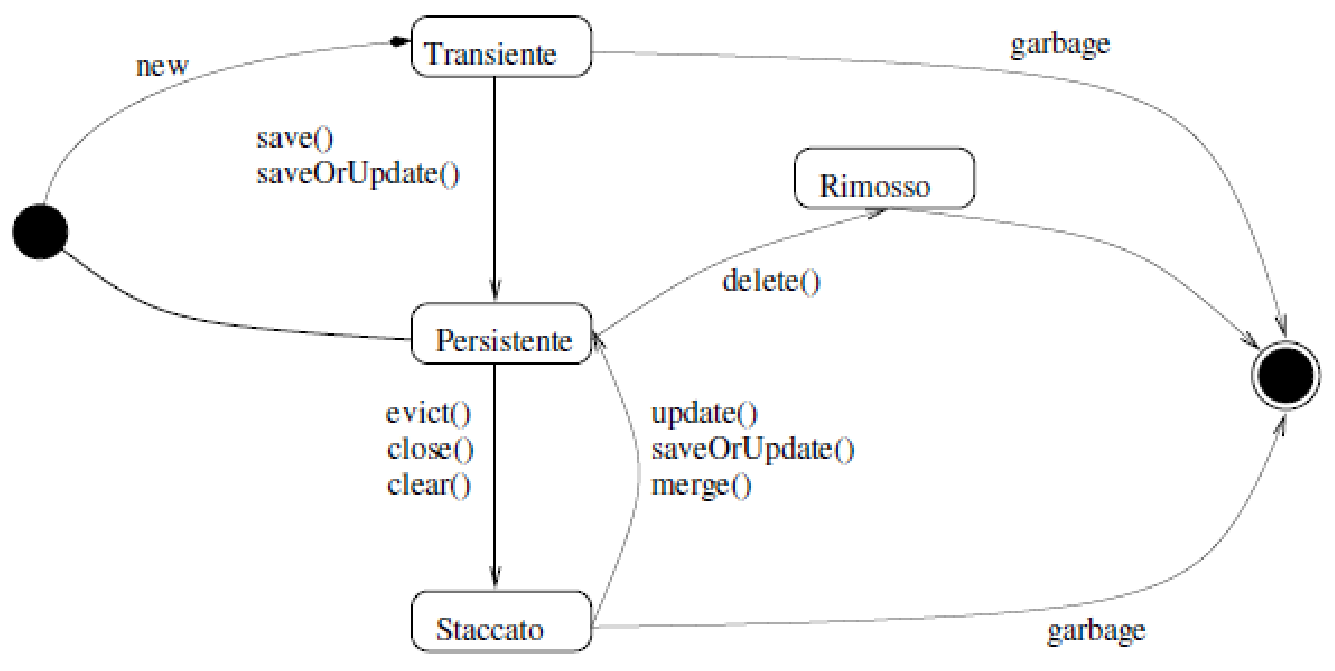 new
Transiente
garbage
save()
saveOrUpdate()
Rimosso
delete()
Persistente
evict()
close()
clear()
update()
saveOrUpdate()
merge()
Staccato
garbage